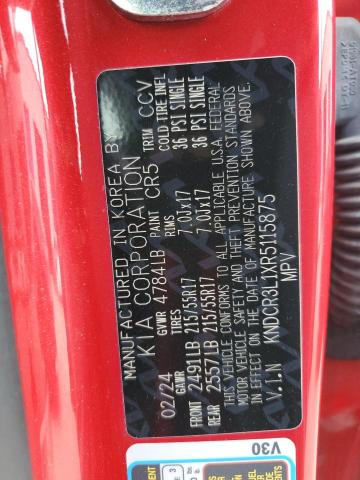 MANUFACTURED IN KOREA BY
KIA CORPORATION
02/24 GVWR 4784LB PAINT CR5 TRIM CCV
GAWR TIRES RIMS COLD TIRE INFL
FRONT 2491LB 215/55R17 7.0JX17 36 PSI SINGLE
REAR 2557LB 215/55R17 7.0JX17 36 PSI SINGLE
THIS VEHICLE CONFORMS TO ALL APPLICABLE U.S.A. FEDERAL
MOTOR VEHICLE SAFETY, BUMPER, AND THEFT PREVENTION STANDARDS
IN EFFECT ON THE DATE OF MANUFACTURE SHOWN ABOVE.
V.I.N KNDCR3L1XR5115875
MPV
V30